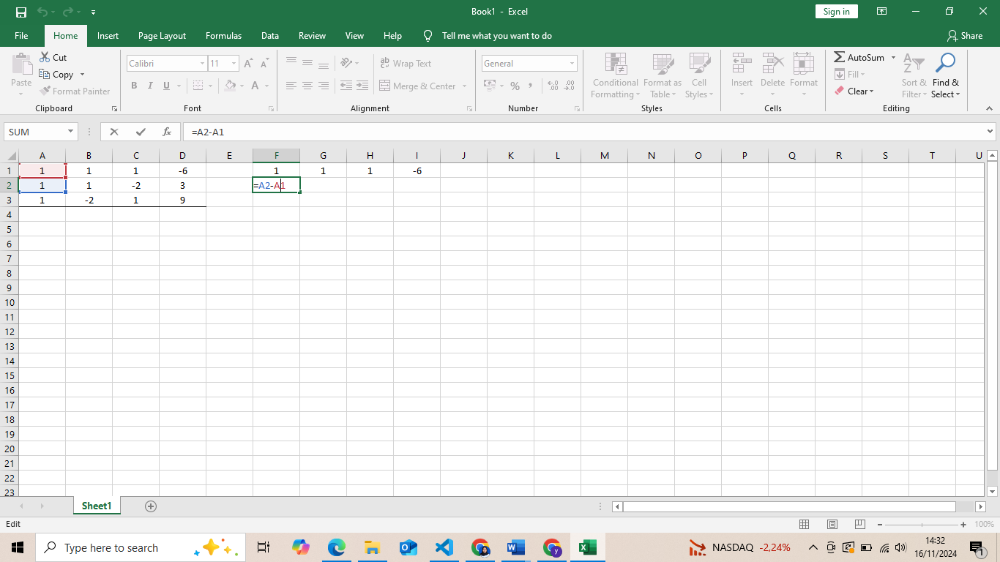 Book1 - Excel
Sign in
File Home Insert Page Layout Formulas Data Review View Help Tell me what you want to do Share
Paste
Cut
Copy
Format Painter
Clipboard
Calibri 11 A A
B I U A
Font
Wrap Text
Merge & Center
Alignment
General
% , .00 .0
Number
Conditional Formatting
Format as Table
Cell Styles
Styles
Insert Delete Format
Cells
AutoSum
Fill
Clear
Sort & Filter
Find & Select
Editing
SUM fx =A2-A1
A B C D E F G H I J K L M N O P Q R S T U
1 1 1 1 -6 1 1 1 -6
2 1 1 -2 3 =A2-A1
3 1 -2 1 9
4
5
6
7
8
9
10
11
12
13
14
15
16
17
18
19
20
21
22
23
Sheet1
Edit 100%
Type here to search
NASDAQ -2,24%
14:32
16/11/2024
1